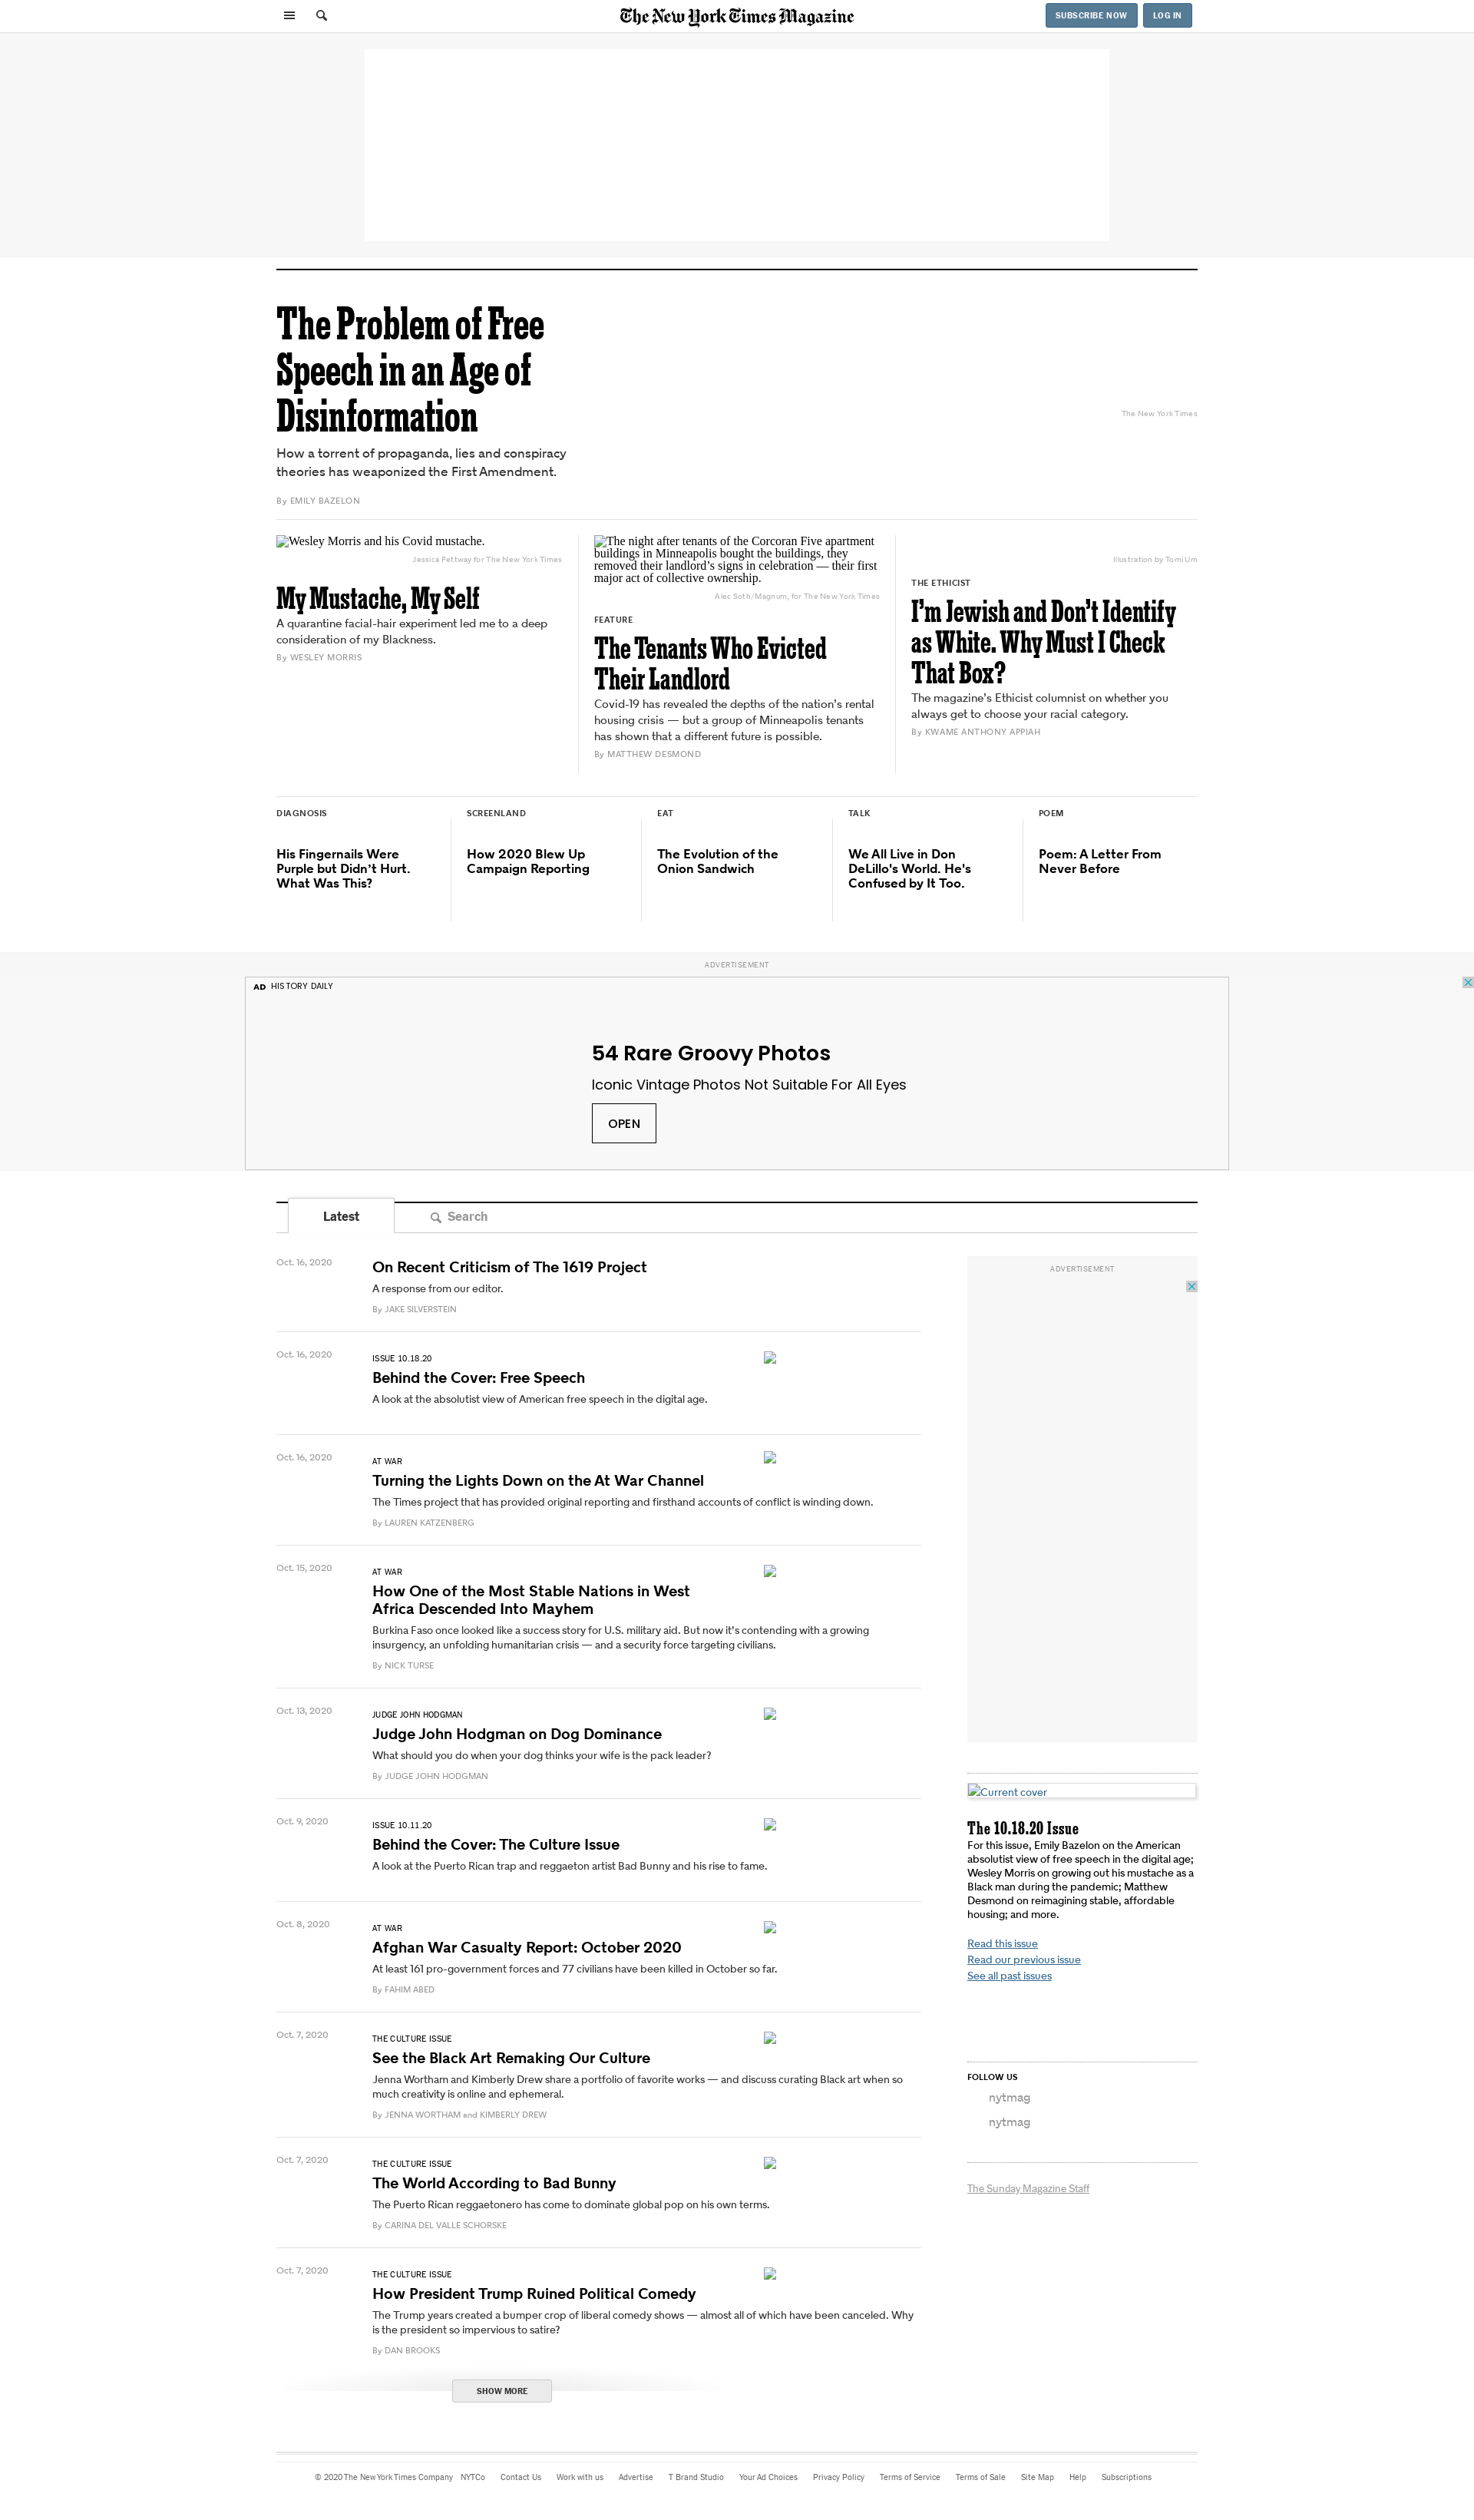 The New York Times Magazine
SUBSCRIBE NOW
LOG IN
The Problem of Free
Speech in an Age of
Disinformation
How a torrent of propaganda, lies and conspiracy
theories has weaponized the First Amendment.
By EMILY BAZELON
The New York Times
Wesley Morris and his Covid mustache.
Jessica Pettway for The New York Times
My Mustache, My Self
A quarantine facial-hair experiment led me to a deep
consideration of my Blackness.
By WESLEY MORRIS
The night after tenants of the Corcoran Five apartment
buildings in Minneapolis bought the buildings, they
removed their landlord’s signs in celebration — their first
major act of collective ownership.
Alec Soth/Magnum, for The New York Times
FEATURE
The Tenants Who Evicted
Their Landlord
Covid-19 has revealed the depths of the nation’s rental
housing crisis — but a group of Minneapolis tenants
has shown that a different future is possible.
By MATTHEW DESMOND
Illustration by Tomi Um
THE ETHICIST
I’m Jewish and Don’t Identify
as White. Why Must I Check
That Box?
The magazine’s Ethicist columnist on whether you
always get to choose your racial category.
By KWAME ANTHONY APPIAH
DIAGNOSIS
His Fingernails Were
Purple but Didn’t Hurt.
What Was This?
SCREENLAND
How 2020 Blew Up
Campaign Reporting
EAT
The Evolution of the
Onion Sandwich
TALK
We All Live in Don
DeLillo's World. He's
Confused by It Too.
POEM
Poem: A Letter From
Never Before
ADVERTISEMENT
AD HISTORY DAILY
54 Rare Groovy Photos
Iconic Vintage Photos Not Suitable For All Eyes
OPEN
Latest
Search
Oct. 16, 2020
On Recent Criticism of The 1619 Project
A response from our editor.
By JAKE SILVERSTEIN
Oct. 16, 2020
ISSUE 10.18.20
Behind the Cover: Free Speech
A look at the absolutist view of American free speech in the digital age.
Oct. 16, 2020
AT WAR
Turning the Lights Down on the At War Channel
The Times project that has provided original reporting and firsthand accounts of conflict is winding down.
By LAUREN KATZENBERG
Oct. 15, 2020
AT WAR
How One of the Most Stable Nations in West
Africa Descended Into Mayhem
Burkina Faso once looked like a success story for U.S. military aid. But now it’s contending with a growing
insurgency, an unfolding humanitarian crisis — and a security force targeting civilians.
By NICK TURSE
Oct. 13, 2020
JUDGE JOHN HODGMAN
Judge John Hodgman on Dog Dominance
What should you do when your dog thinks your wife is the pack leader?
By JUDGE JOHN HODGMAN
Oct. 9, 2020
ISSUE 10.11.20
Behind the Cover: The Culture Issue
A look at the Puerto Rican trap and reggaeton artist Bad Bunny and his rise to fame.
Oct. 8, 2020
AT WAR
Afghan War Casualty Report: October 2020
At least 161 pro-government forces and 77 civilians have been killed in October so far.
By FAHIM ABED
Oct. 7, 2020
THE CULTURE ISSUE
See the Black Art Remaking Our Culture
Jenna Wortham and Kimberly Drew share a portfolio of favorite works — and discuss curating Black art when so
much creativity is online and ephemeral.
By JENNA WORTHAM and KIMBERLY DREW
Oct. 7, 2020
THE CULTURE ISSUE
The World According to Bad Bunny
The Puerto Rican reggaetonero has come to dominate global pop on his own terms.
By CARINA DEL VALLE SCHORSKE
Oct. 7, 2020
THE CULTURE ISSUE
How President Trump Ruined Political Comedy
The Trump years created a bumper crop of liberal comedy shows — almost all of which have been canceled. Why
is the president so impervious to satire?
By DAN BROOKS
SHOW MORE
ADVERTISEMENT
Current cover
The 10.18.20 Issue
For this issue, Emily Bazelon on the American
absolutist view of free speech in the digital age;
Wesley Morris on growing out his mustache as a
Black man during the pandemic; Matthew
Desmond on reimagining stable, affordable
housing; and more.
Read this issue
Read our previous issue
See all past issues
FOLLOW US
nytmag
nytmag
The Sunday Magazine Staff
© 2020 The New York Times Company NYTCo Contact Us Work with us Advertise T Brand Studio Your Ad Choices Privacy Policy Terms of Service Terms of Sale Site Map Help Subscriptions